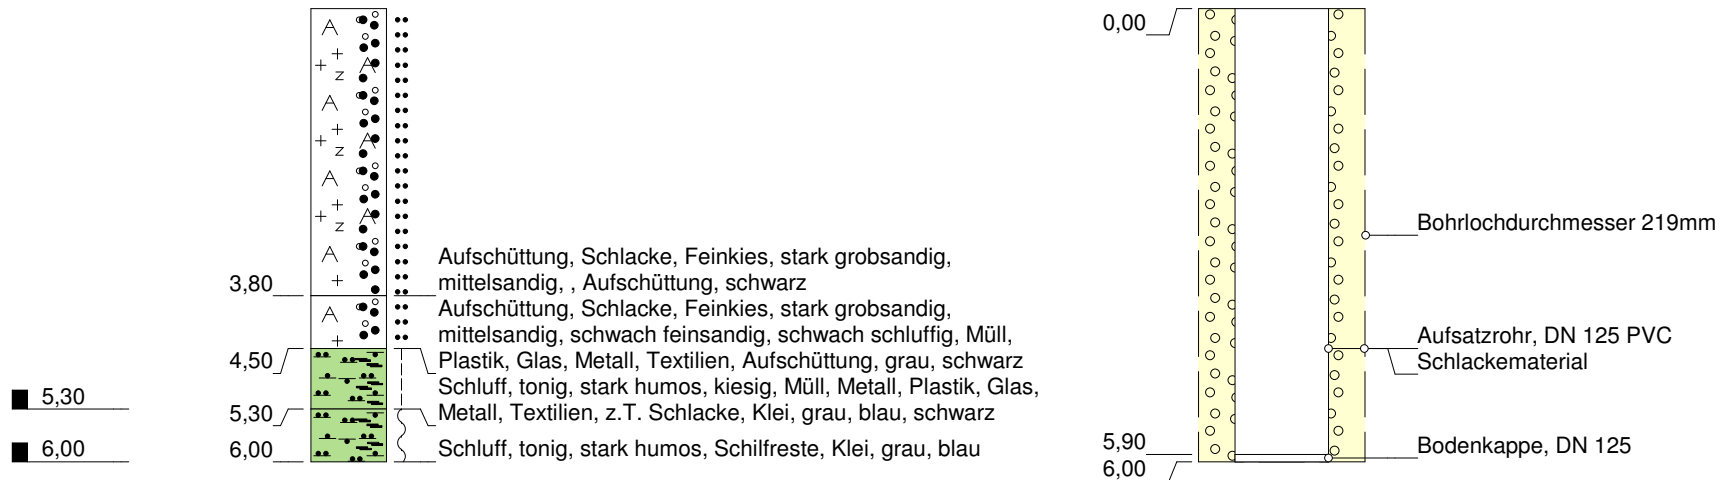 0,00
Bohrlochdurchmesser 219mm
Aufschüttung, Schlacke, Feinkies, stark grobsandig,
3,80 mittelsandig, , Aufschüttung, schwarz
Aufschüttung, Schlacke, Feinkies, stark grobsandig,
mittelsandig, schwach feinsandig, schwach schluffig, Müll,
4,50 Plastik, Glas, Metall, Textilien, Aufschüttung, grau, schwarz
Aufsatzrohr, DN 125 PVC
Schlackematerial
Schluff, tonig, stark humos, kiesig, Müll, Metall, Plastik, Glas,
5,30 5,30 Metall, Textilien, z.T. Schlacke, Klei, grau, blau, schwarz
6,00 6,00 Schluff, tonig, stark humos, Schilfreste, Klei, grau, blau
5,90 Bodenkappe, DN 125
6,00